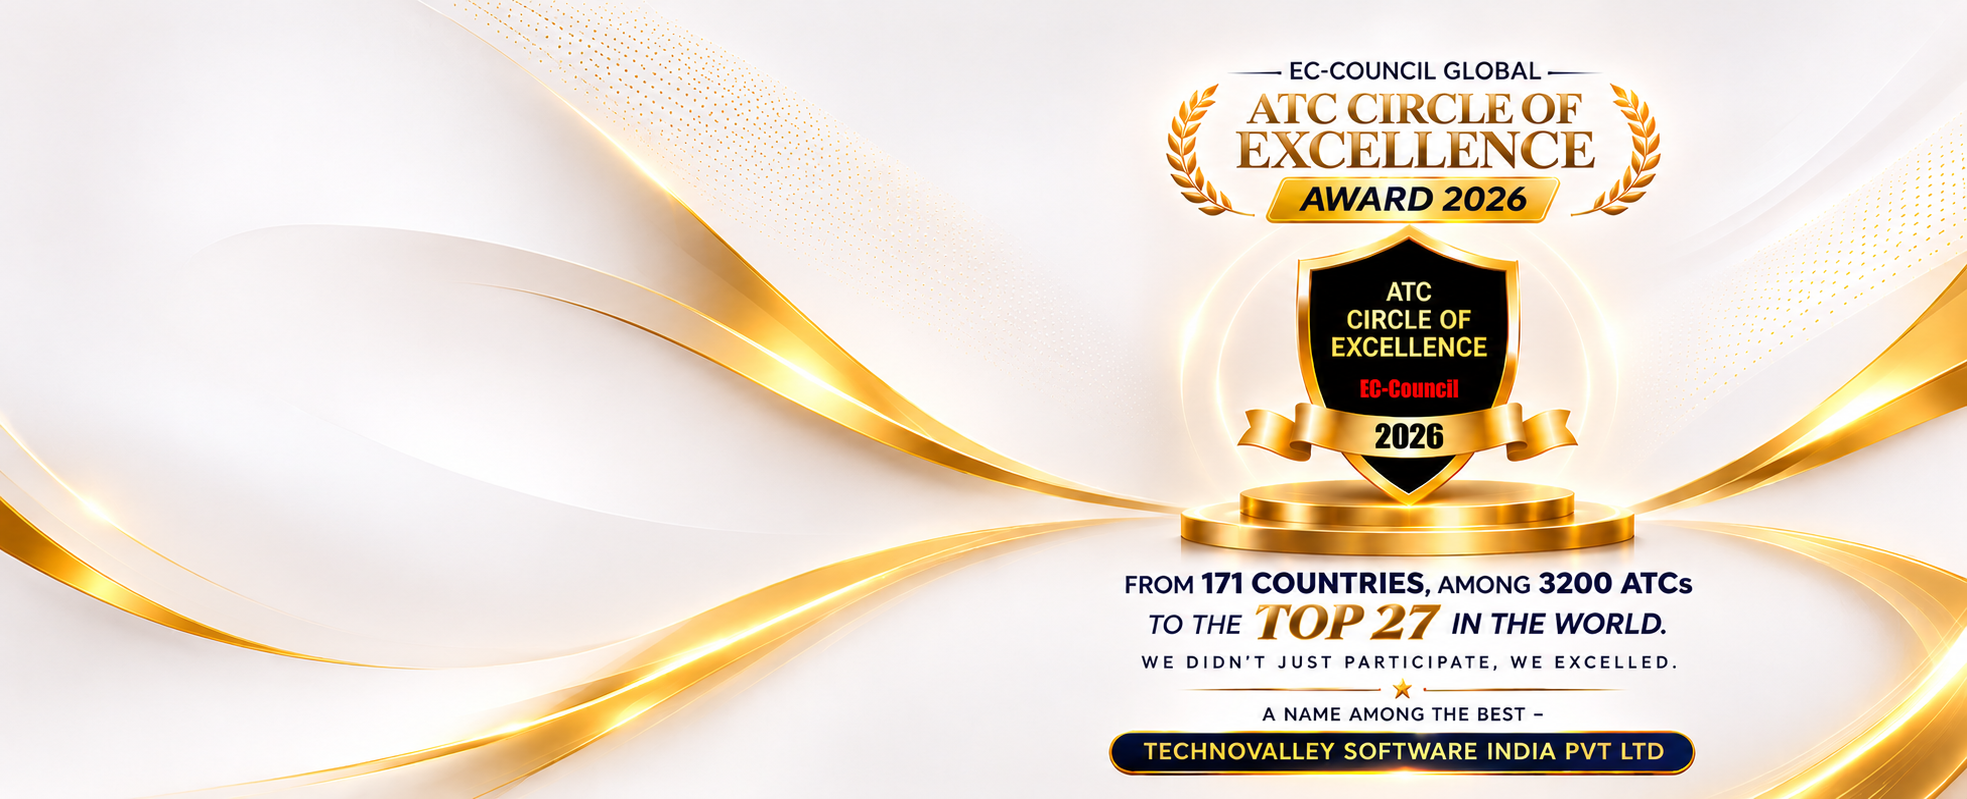 EC-COUNCIL GLOBAL
ATC CIRCLE OF
EXCELLENCE
AWARD 2026
ATC
CIRCLE OF
EXCELLENCE
EC-Council
2026
FROM 171 COUNTRIES, AMONG 3200 ATCs
TO THE TOP 27 IN THE WORLD.
WE DIDN'T JUST PARTICIPATE, WE EXCELLED.
A NAME AMONG THE BEST –
TECHNOVALLEY SOFTWARE INDIA PVT LTD